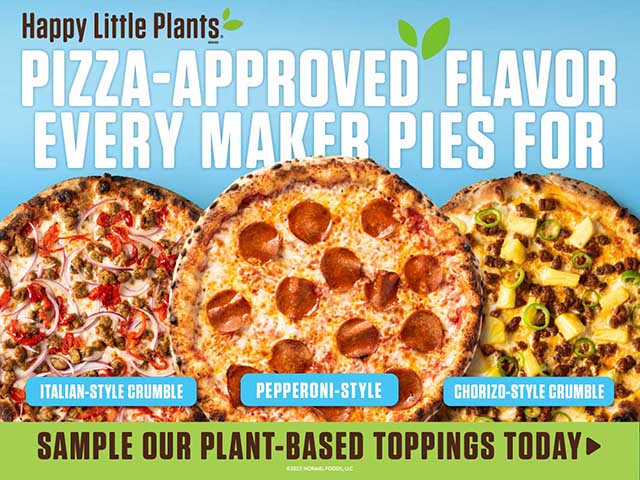 Happy Little Plants
PIZZA-APPROVED FLAVOR
EVERY MAKER PIES FOR
ITALIAN-STYLE CRUMBLE
PEPPERONI-STYLE
CHORIZO-STYLE CRUMBLE
SAMPLE OUR PLANT-BASED TOPPINGS TODAY
©2023 HORMEL FOODS, LLC